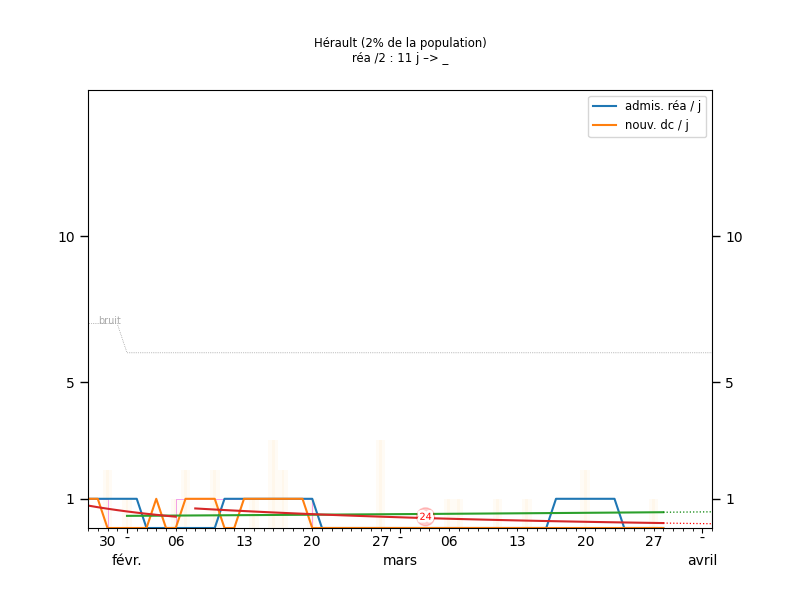 Hérault (2% de la population)
réa /2 : 11 j –> _
admis. réa / j
nouv. dc / j
10 10
bruit
5 5
1 1
24
30 - 06 13 20 27 - 06 13 20 27 -
févr. mars avril